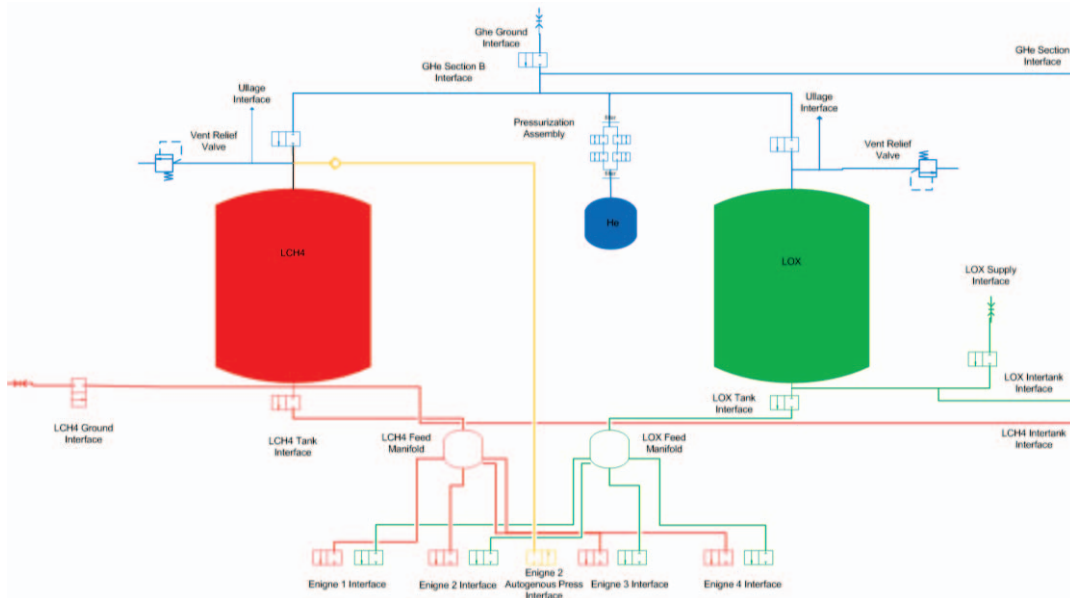 Ghe Ground
Interface
GHe Section B
Interface
GHe Section
Interface
Ullage
Interface
Vent Relief
Valve
Pressurization
Assembly
Ullage
Interface
Vent Relief
Valve
He
LCH4
LOX
LOX Supply
Interface
LOX Intertank
Interface
LCH4 Ground
Interface
LCH4 Tank
Interface
LCH4 Feed
Manifold
LOX Feed
Manifold
LOX Tank
Interface
LCH4 Intertank
Interface
Enigne 1 Interface
Enigne 2 Interface
Enigne 2
Autogenous Press
Interface
Enigne 3 Interface
Enigne 4 Interface